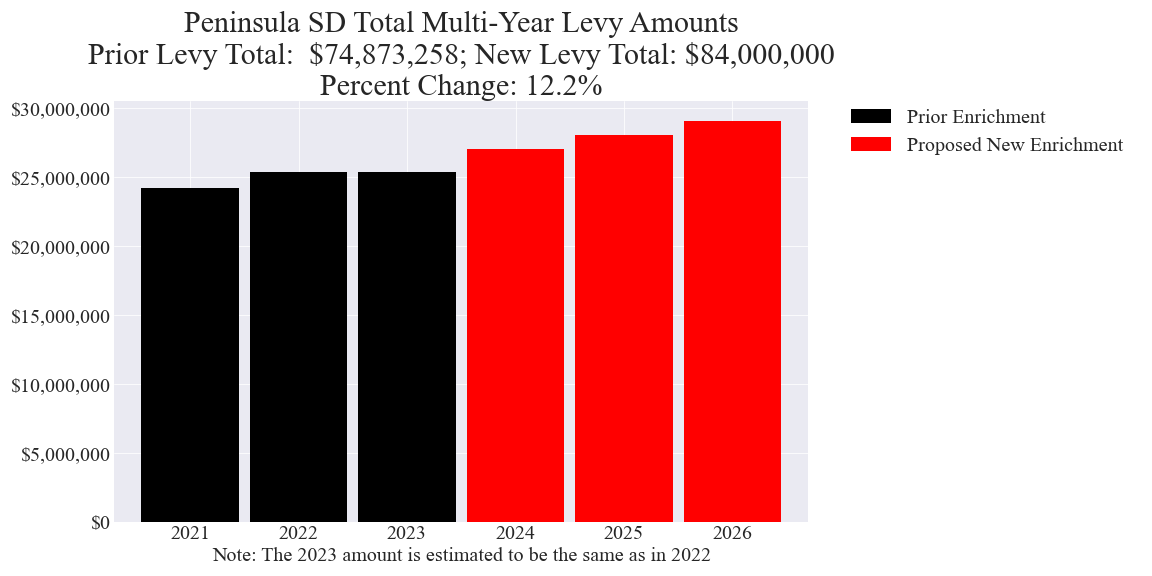 Peninsula SD Total Multi-Year Levy Amounts
Prior Levy Total:  $74,873,258; New Levy Total: $84,000,000
Percent Change: 12.2%
Prior Enrichment
Proposed New Enrichment
$30,000,000
$25,000,000
$20,000,000
$15,000,000
$10,000,000
$5,000,000
$0
2021 2022 2023 2024 2025 2026
Note: The 2023 amount is estimated to be the same as in 2022